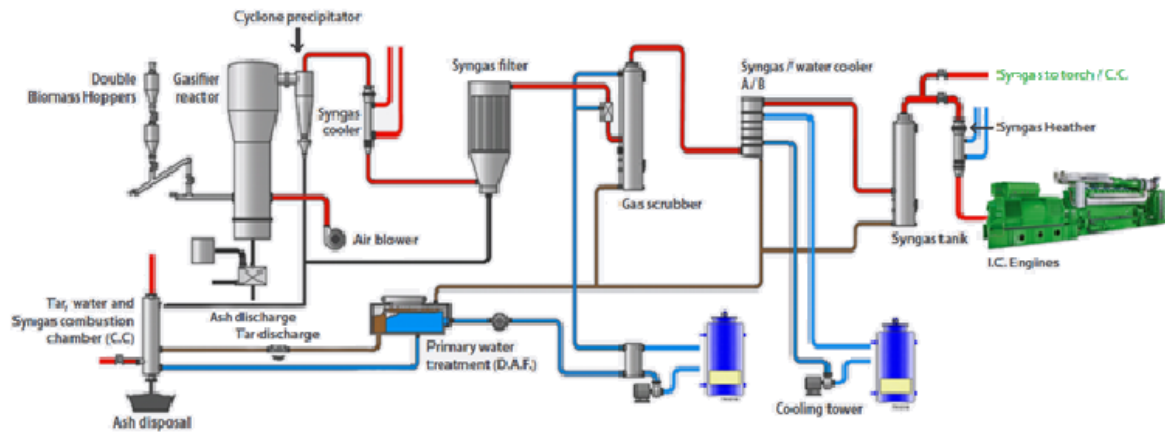 Cyclone precipitator
Double
Biomass Hoppers
Gasifier
reactor
Syngas
cooler
Syngas filter
Syngas / water cooler
A / B
Syngas to torch / C.C.
Syngas Heather
Air blower
Gas scrubber
Syngas tank
I.C. Engines
Tar, water and
Syngas combustion
chamber (C.C)
Ash discharge
Tar discharge
Primary water
treatment (D.A.F.)
Cooling tower
Ash disposal